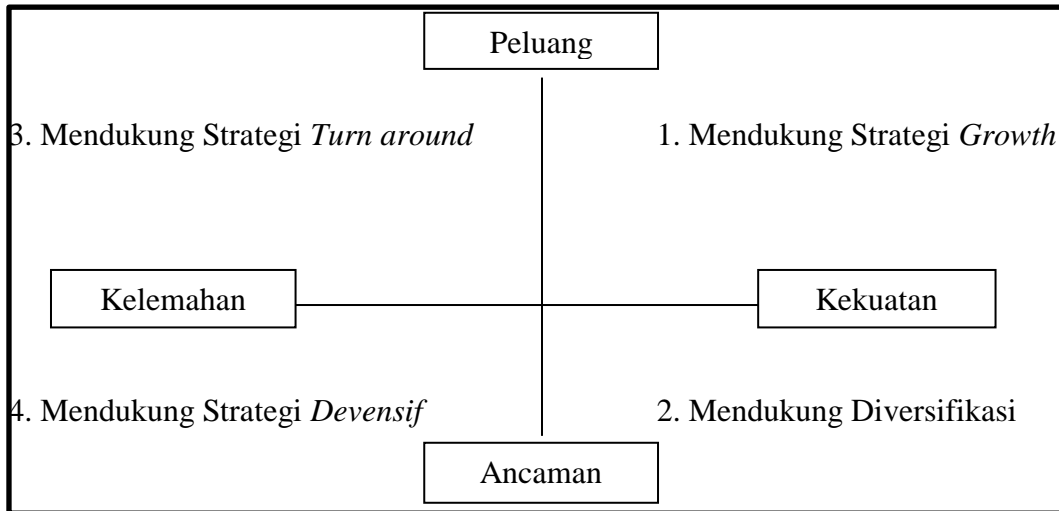 Peluang
3. Mendukung Strategi Turn around
1. Mendukung Strategi Growth
Kelemahan
Kekuatan
4. Mendukung Strategi Devensif
2. Mendukung Diversifikasi
Ancaman